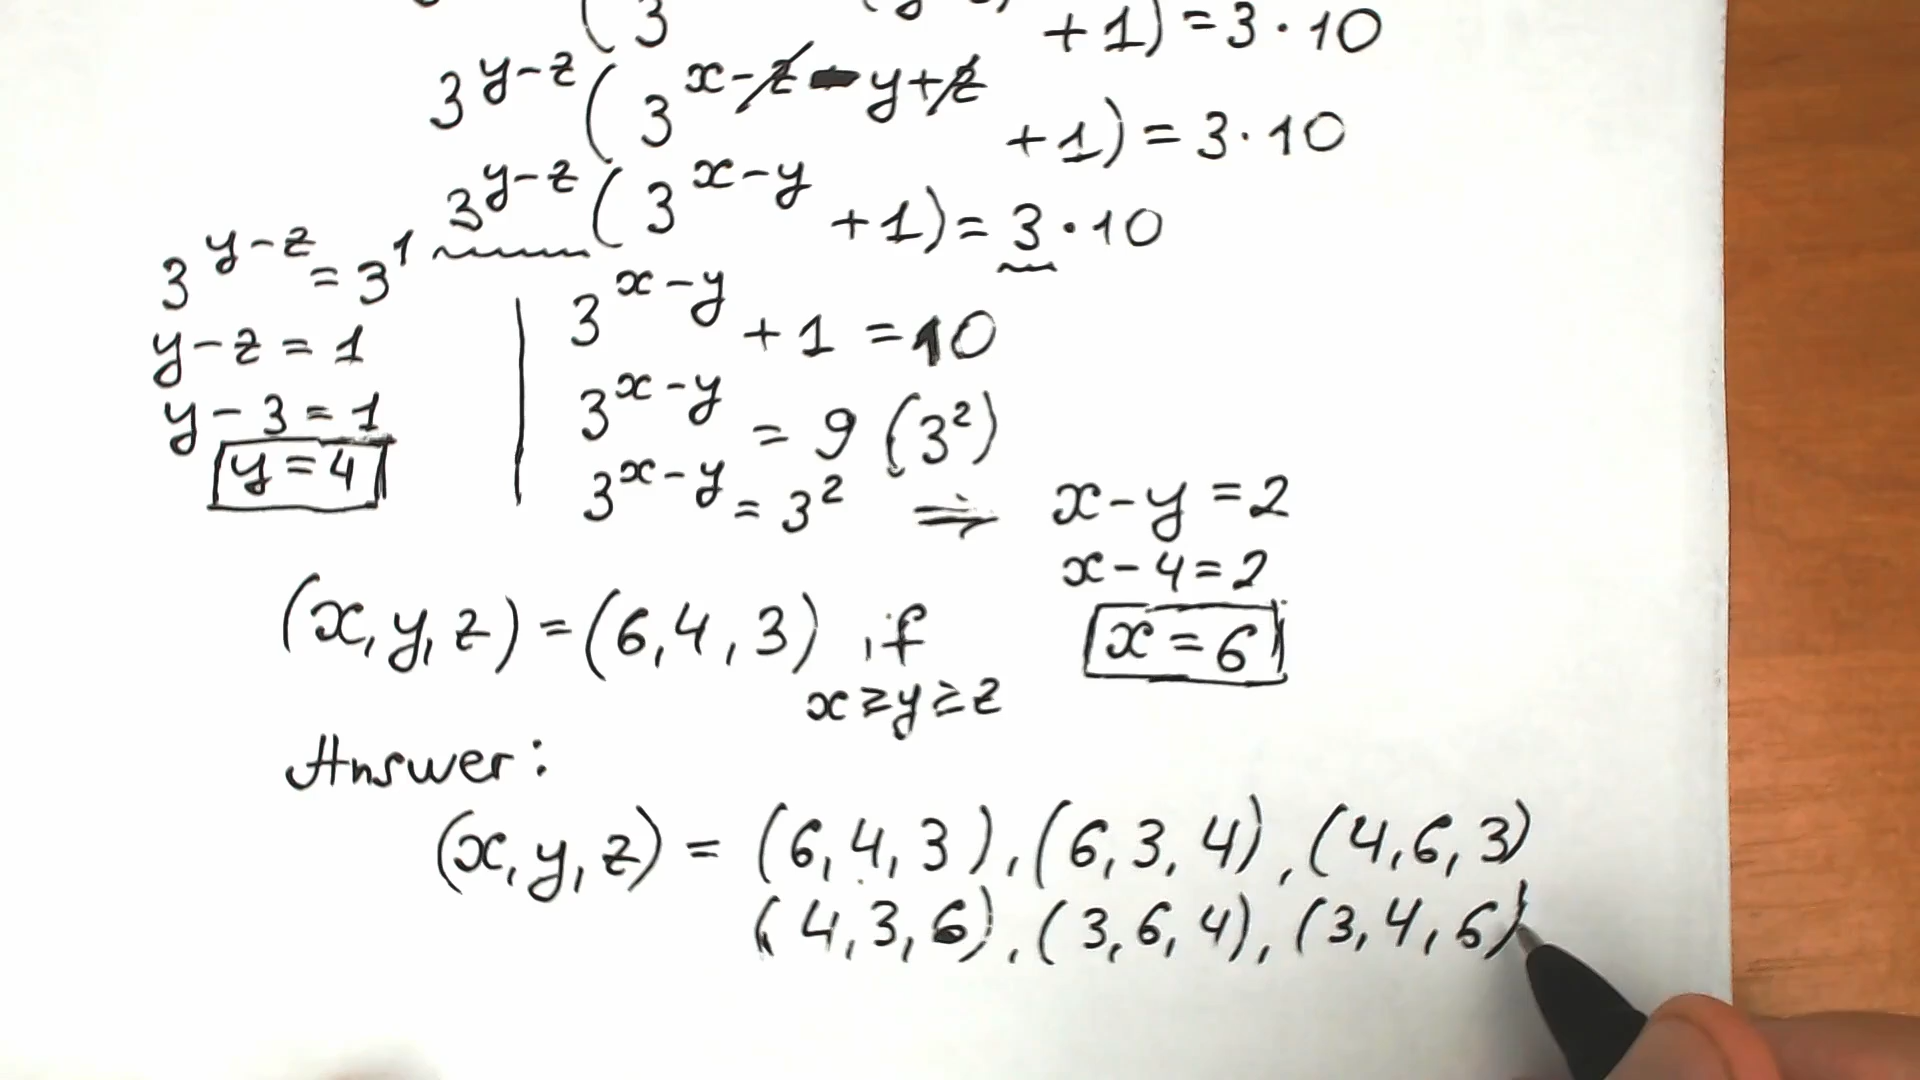 (3 +1) = 3 · 10
3^{y-z} (3^{x-z-y+z} +1) = 3 · 10
3^{y-z} (3^{x-y} +1) = 3 · 10
3^{y-z} = 3^1
y - z = 1
y - 3 = 1
y = 4
3^{x-y} + 1 = 10
3^{x-y} = 9 (3^2)
3^{x-y} = 3^2 ⇒ x - y = 2
x - 4 = 2
x = 6
(x, y, z) = (6, 4, 3) if
x ≥ y ≥ z
Answer:
(x, y, z) = (6, 4, 3), (6, 3, 4), (4, 6, 3)
(4, 3, 6), (3, 6, 4), (3, 4, 6)